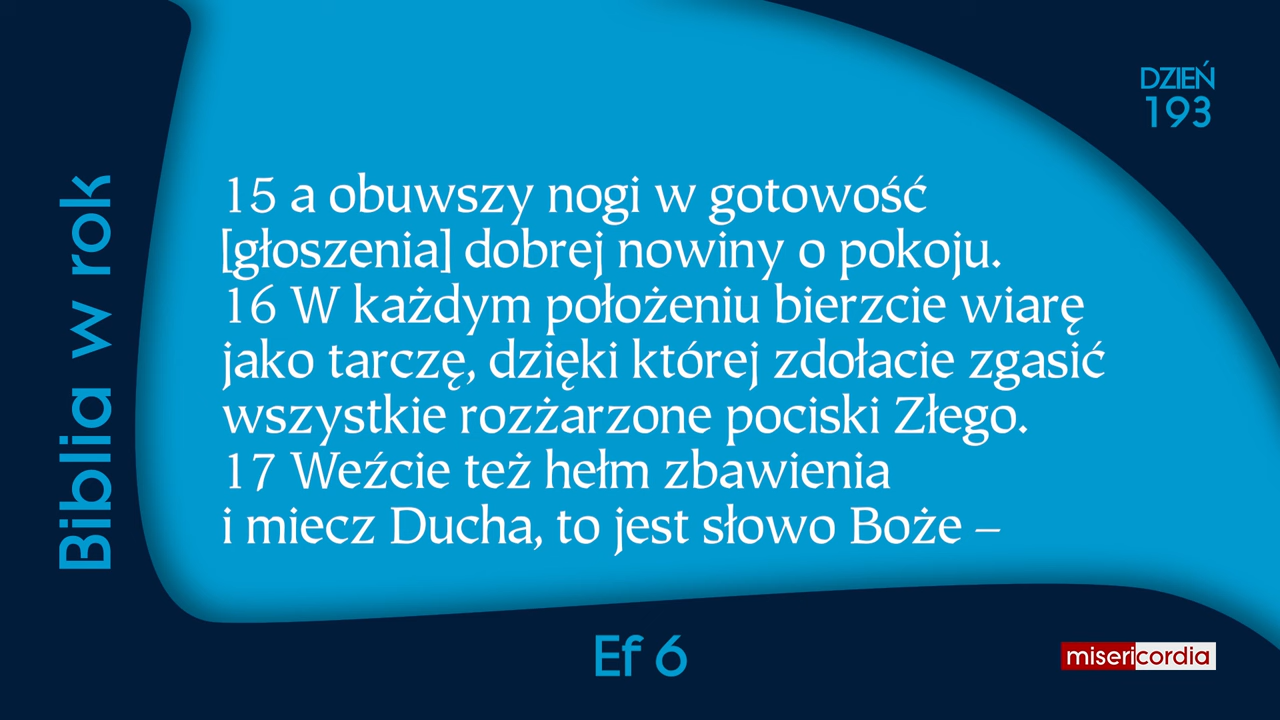 DZIEŃ
193
Biblia w rok
15 a obuwszy nogi w gotowość
[głoszenia] dobrej nowiny o pokoju.
16 W każdym położeniu bierzcie wiarę
jako tarczę, dzięki której zdołacie zgasić
wszystkie rozżarzone pociski Złego.
17 Weźcie też hełm zbawienia
i miecz Ducha, to jest słowo Boże –
Ef 6
misericordia